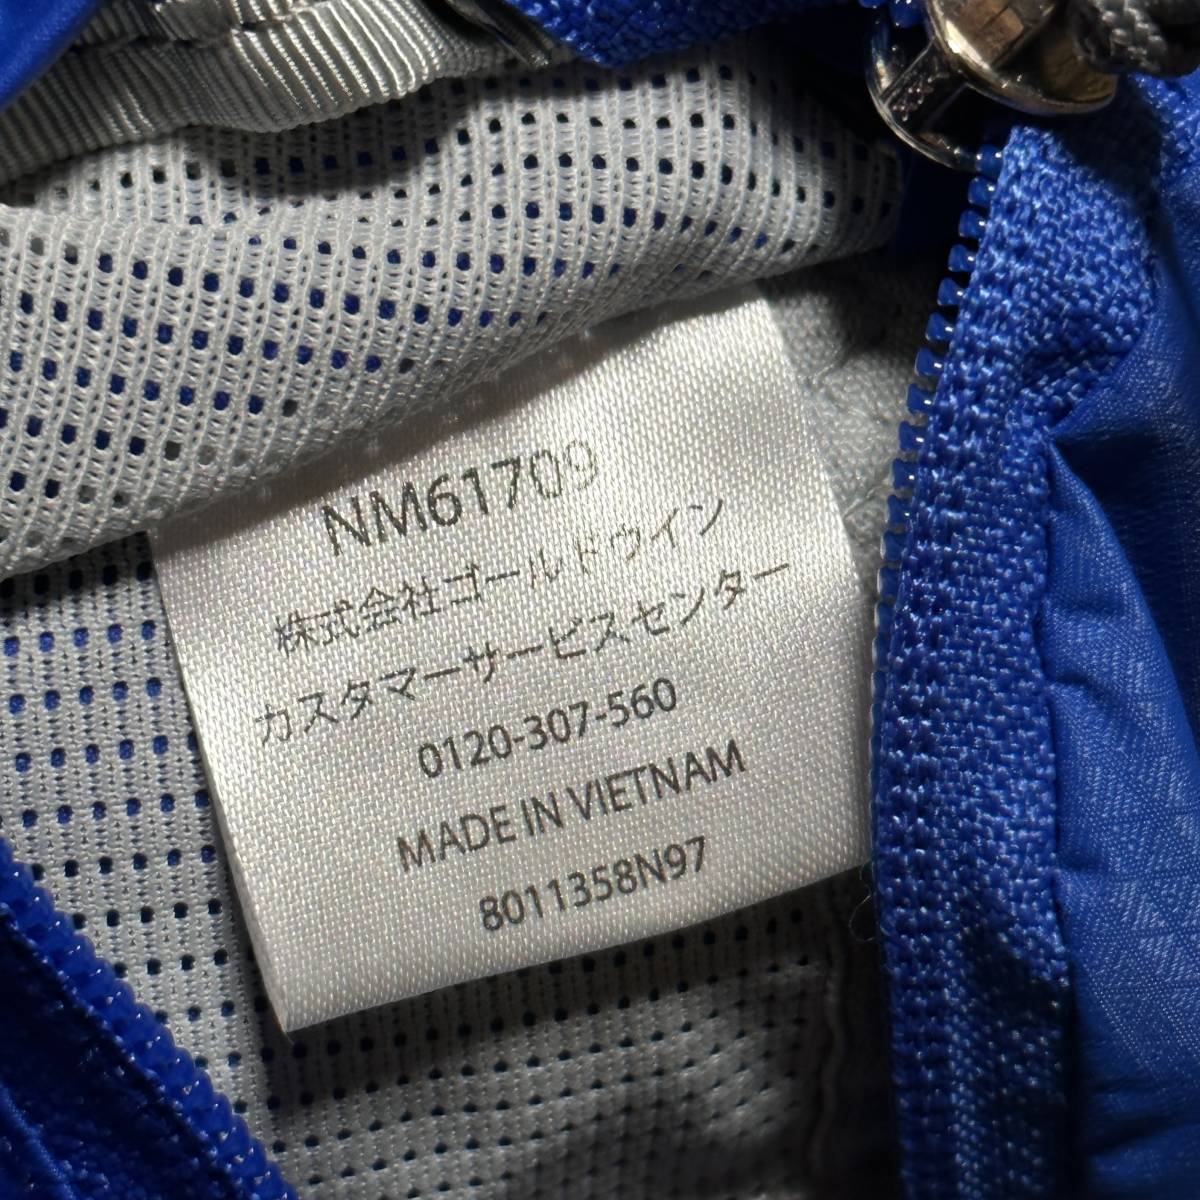 NM61709
株式会社ゴールドウイン
カスタマーサービスセンター
0120-307-560
MADE IN VIETNAM
8011358N97